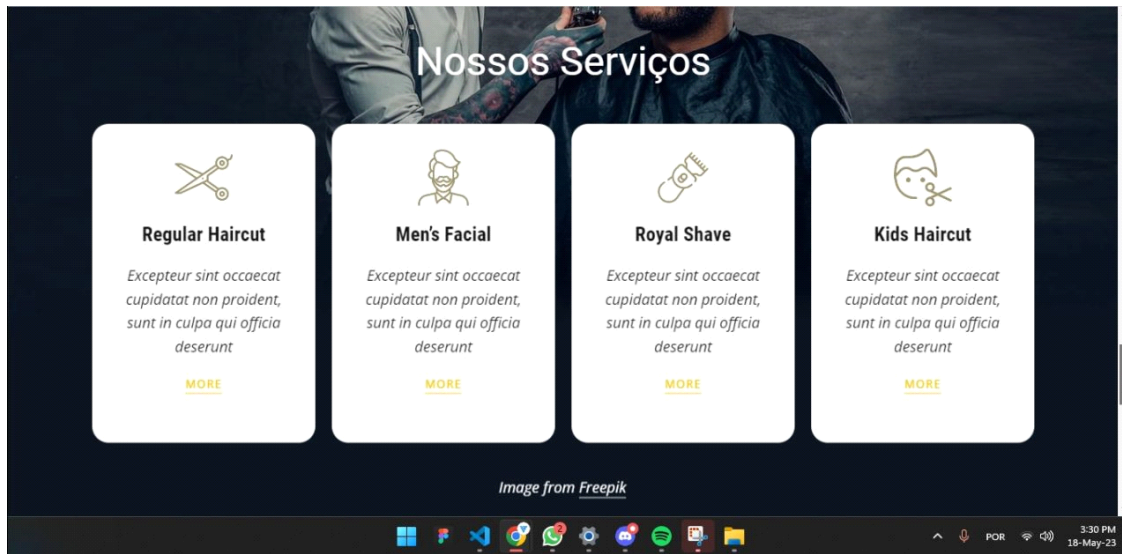 Nossos Serviços
Regular Haircut
Excepteur sint occaecat
cupidatat non proident,
sunt in culpa qui officia
deserunt
MORE
Men's Facial
Excepteur sint occaecat
cupidatat non proident,
sunt in culpa qui officia
deserunt
MORE
Royal Shave
Excepteur sint occaecat
cupidatat non proident,
sunt in culpa qui officia
deserunt
MORE
Kids Haircut
Excepteur sint occaecat
cupidatat non proident,
sunt in culpa qui officia
deserunt
MORE
Image from Freepik
2
POR
3:30 PM
18-May-23